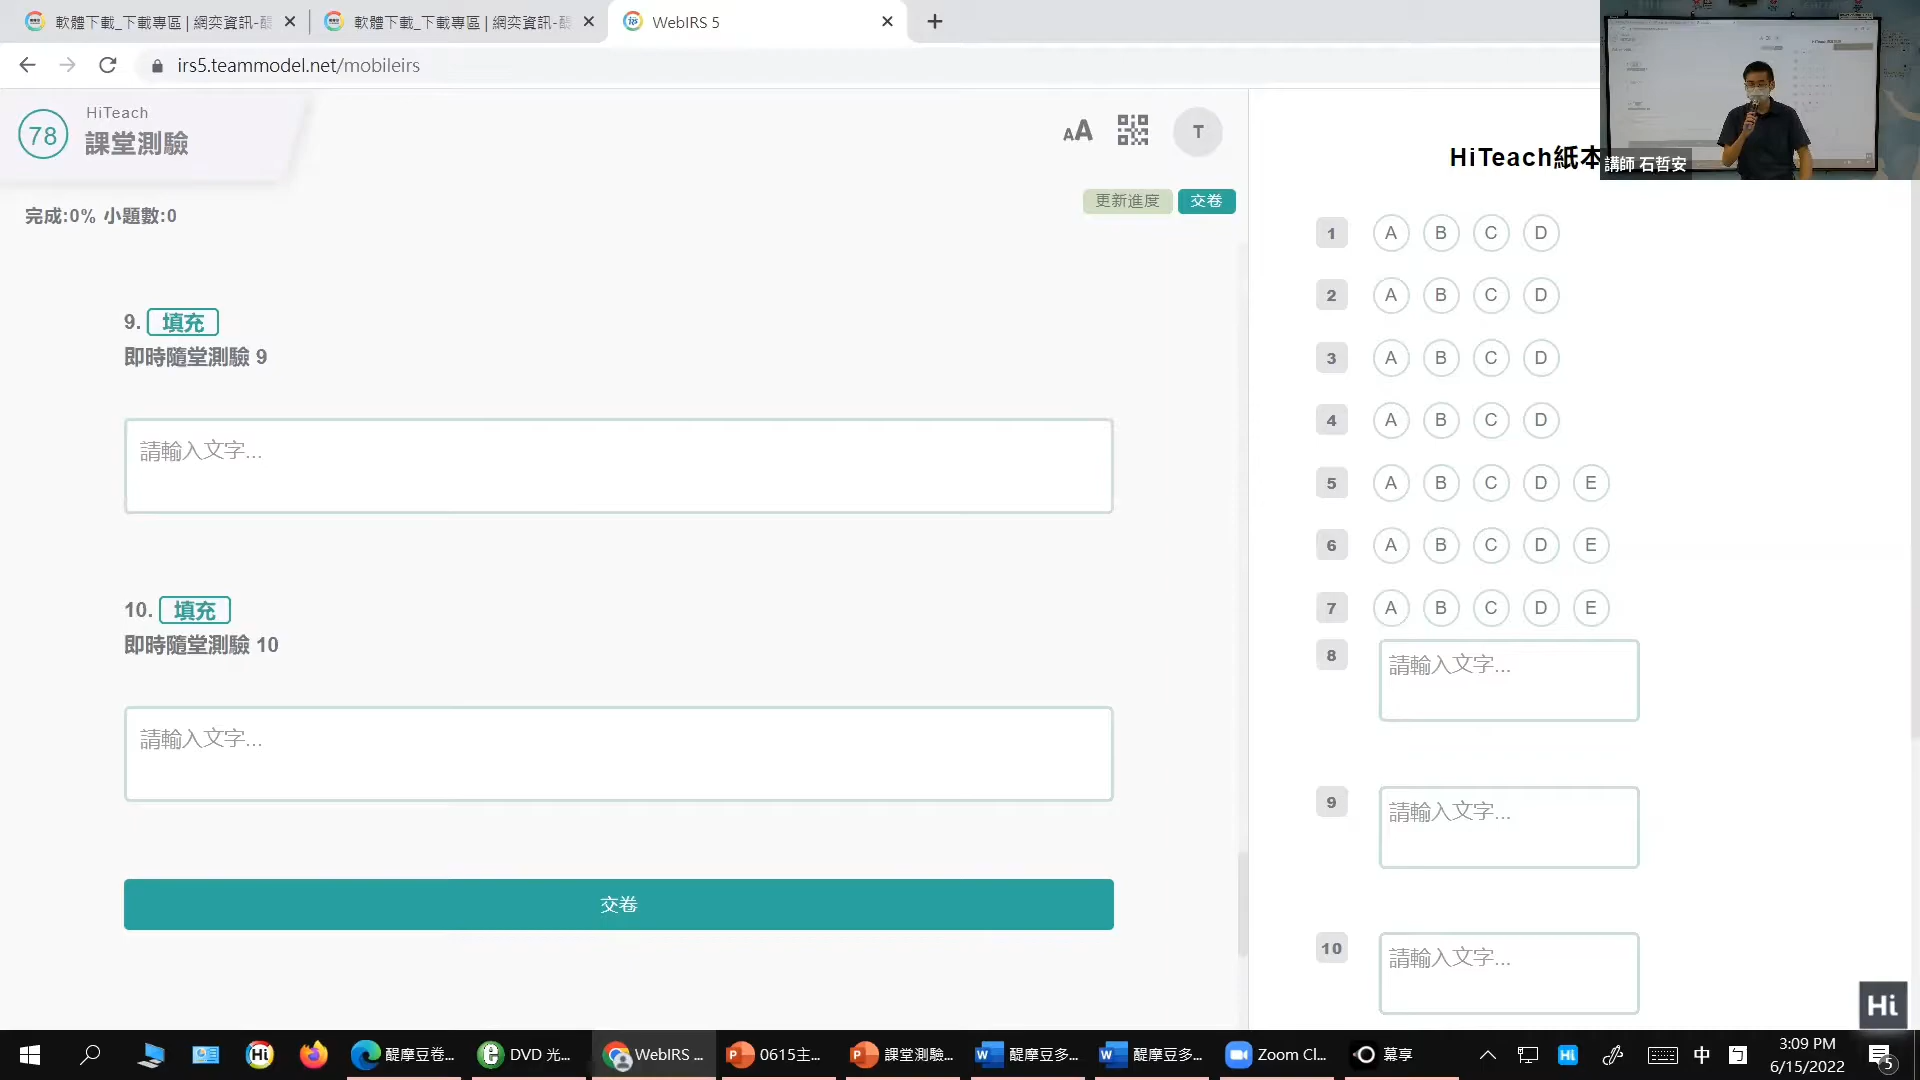 軟體下載_下載專區 | 網奕資訊-醍
軟體下載_下載專區 | 網奕資訊-醍
WebIRS 5
irs5.teammodel.net/mobileirs
78
HiTeach
課堂測驗
AA
T
完成:0% 小題數:0
更新進度
交卷
9. 填充
即時隨堂測驗 9
請輸入文字...
10. 填充
即時隨堂測驗 10
請輸入文字...
交卷
HiTeach紙本
講師 石哲安
1 A B C D
2 A B C D
3 A B C D
4 A B C D
5 A B C D E
6 A B C D E
7 A B C D E
8 請輸入文字...
9 請輸入文字...
10 請輸入文字...
Hi
Hi
醍摩豆卷...
DVD 光...
WebIRS ...
0615主...
課堂測驗...
醍摩豆多...
醍摩豆多...
Zoom Cl...
幕享
Hi
中
3:09 PM
6/15/2022
5